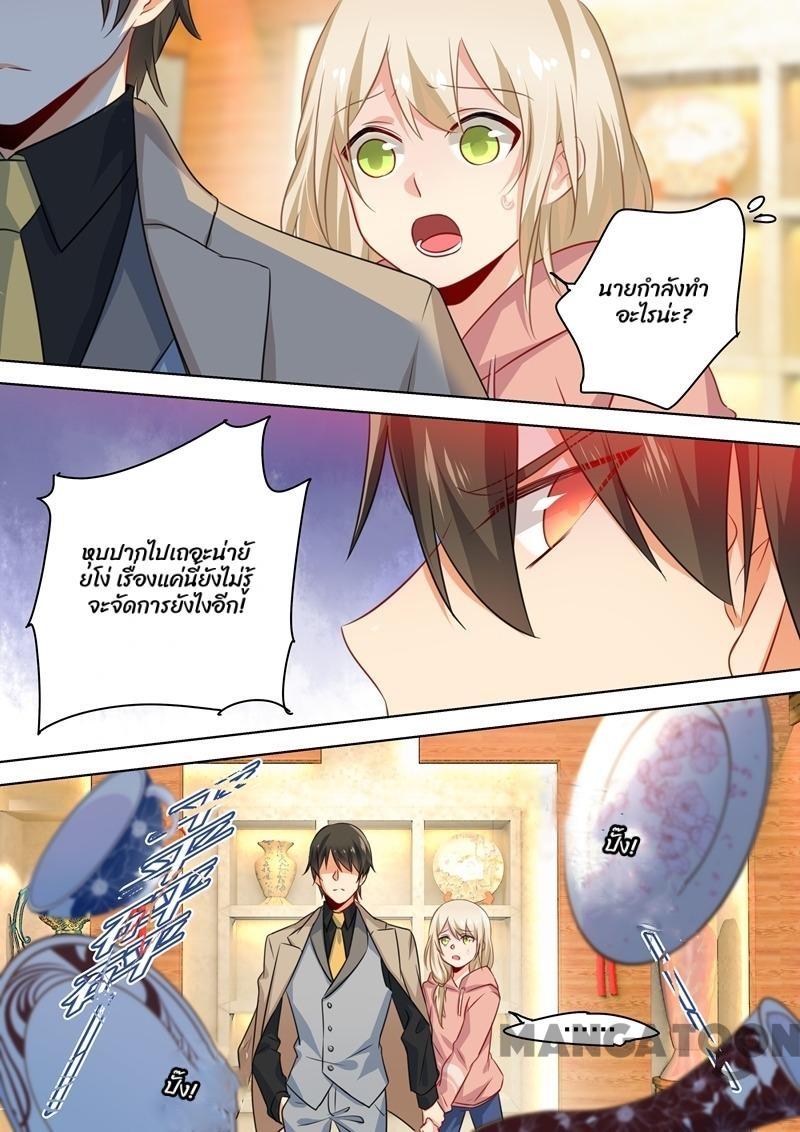 นายกำลังทำ
อะไรน่ะ?
หุบปากไปเถอะน่ายั
ยโง่ เรื่องแค่นี้ยังไม่รู้
จะจัดการยังไงอีก!
ปั๊ง!
......
MANGATOON
ปั๊ง!